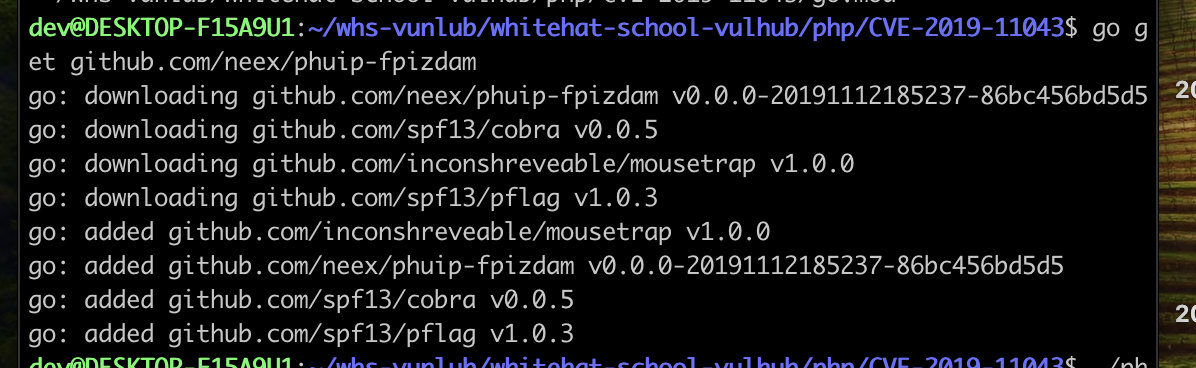 dev@DESKTOP-F15A9U1:~/whs-vunlub/whitehat-school-vulhub/php/CVE-2019-11043$ go g
et github.com/neex/phuip-fpizdam
go: downloading github.com/neex/phuip-fpizdam v0.0.0-20191112185237-86bc456bd5d5
go: downloading github.com/spf13/cobra v0.0.5
go: downloading github.com/inconshreveable/mousetrap v1.0.0
go: downloading github.com/spf13/pflag v1.0.3
go: added github.com/inconshreveable/mousetrap v1.0.0
go: added github.com/neex/phuip-fpizdam v0.0.0-20191112185237-86bc456bd5d5
go: added github.com/spf13/cobra v0.0.5
go: added github.com/spf13/pflag v1.0.3
dev@DESKTOP-F15A9U1:~/whs-vunlub/whitehat-school-vulhub/php/CVE-2019-11043$ ./ph
20
20